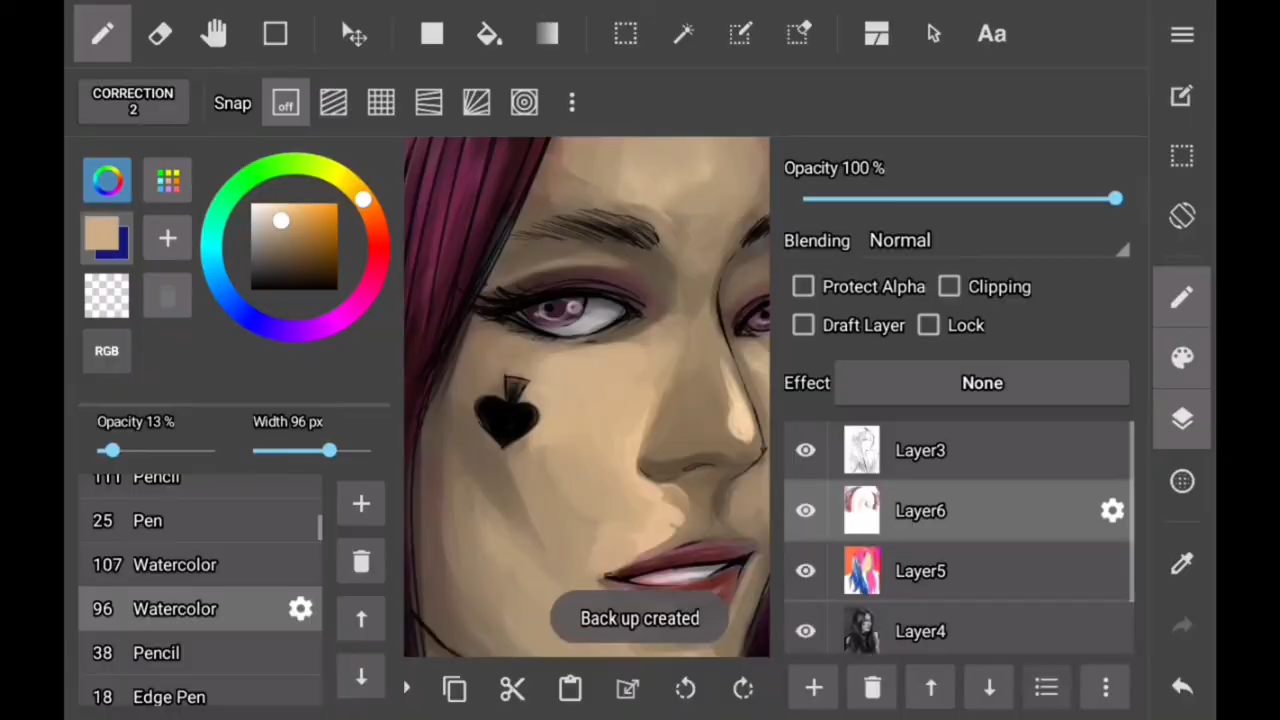 Aa
CORRECTION
2
Snap
off
RGB
Opacity 13 %
Width 96 px
111 Pencil
25 Pen
107 Watercolor
96 Watercolor
38 Pencil
18 Edge Pen
Back up created
Opacity 100 %
Blending Normal
Protect Alpha Clipping
Draft Layer Lock
Effect None
Layer3
Layer6
Layer5
Layer4